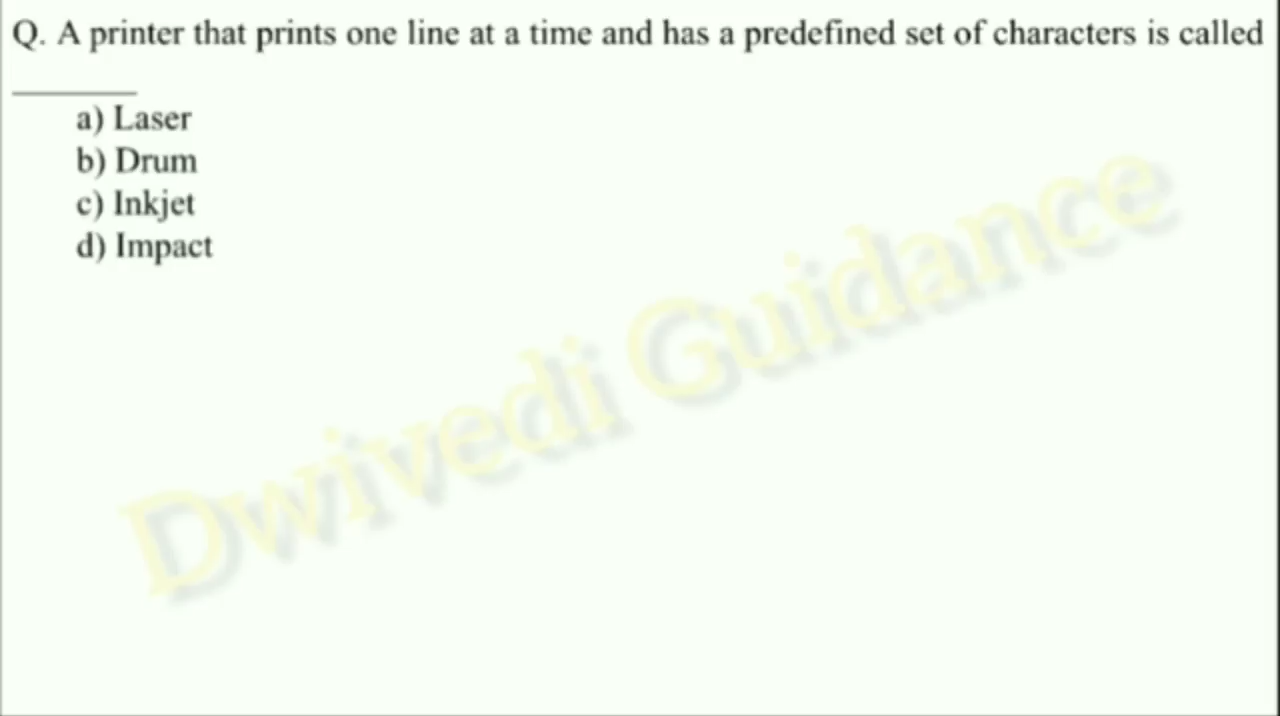 Q. A printer that prints one line at a time and has a predefined set of characters is called
________
a) Laser
b) Drum
c) Inkjet
d) Impact
Dwivedi Guidance